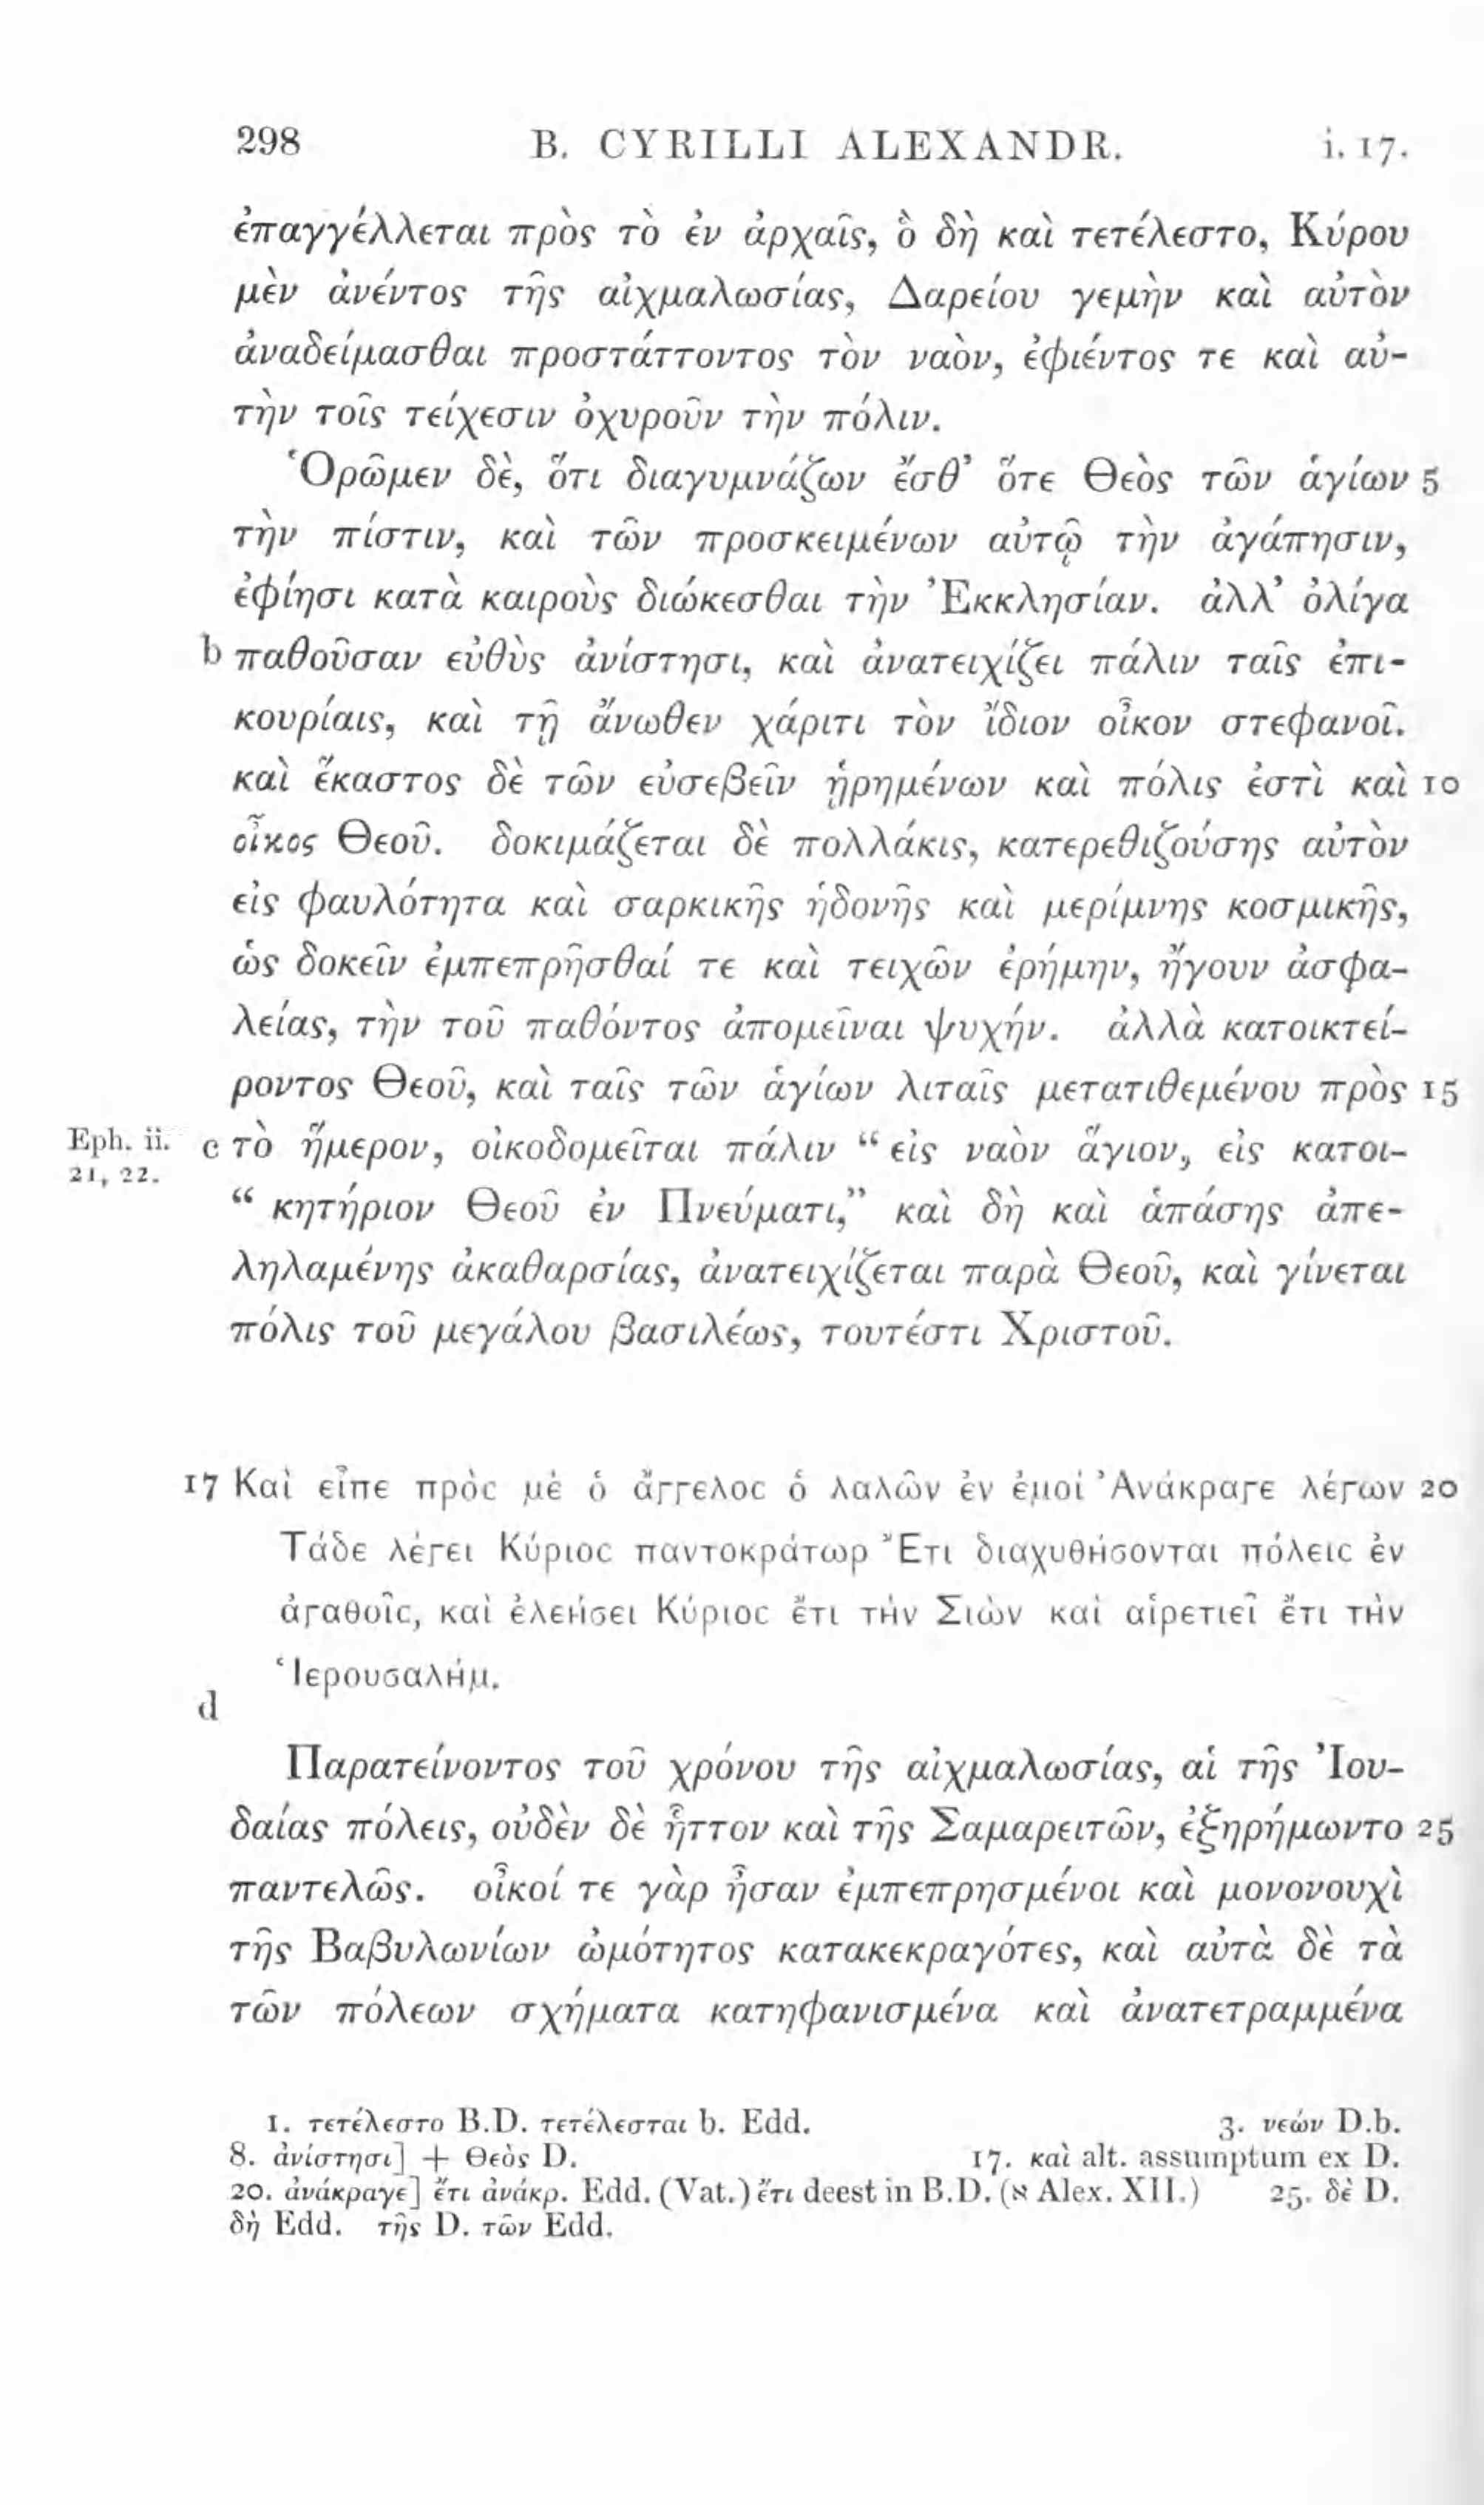 298 B. CYRILLI ALEXANDR. i. 17.
ἐπαγγέλλεται πρὸς τὸ ἐν ἀρχαῖς, ὃ δὴ καὶ τετέλεστο, Κύρου
μὲν ἀνέντος τῆς αἰχμαλωσίας, Δαρείου γεμὴν καὶ αὐτὸν
ἀναδείμασθαι προστάττοντος τὸν ναὸν, ἐφιέντος τε καὶ αὐ-
τὴν τοῖς τείχεσιν ὀχυροῦν τὴν πόλιν.
Ὁρῶμεν δὲ, ὅτι διαγυμνάζων ἔσθ’ ὅτε Θεὸς τῶν ἁγίων 5
τὴν πίστιν, καὶ τῶν προσκειμένων αὐτῷ τὴν ἀγάπησιν,
ἐφίησι κατὰ καιροὺς διώκεσθαι τὴν Ἐκκλησίαν. ἀλλ’ ὀλίγα
b παθοῦσαν εὐθὺς ἀνίστησι, καὶ ἀνατειχίζει πάλιν ταῖς ἐπι-
κουρίαις, καὶ τῇ ἄνωθεν χάριτι τὸν ἴδιον οἶκον στεφανοῖ.
καὶ ἕκαστος δὲ τῶν εὐσεβεῖν ᾑρημένων καὶ πόλις ἐστὶ καὶ 10
οἶκος Θεοῦ. δοκιμάζεται δὲ πολλάκις, κατερεθιζούσης αὐτὸν
εἰς φαυλότητα καὶ σαρκικῆς ἡδονῆς καὶ μερίμνης κοσμικῆς,
ὡς δοκεῖν ἐμπεπρῆσθαί τε καὶ τειχῶν ἐρήμην, ἤγουν ἀσφα-
λείας, τὴν τοῦ παθόντος ἀπομεῖναι ψυχήν. ἀλλὰ κατοικτεί-
ροντος Θεοῦ, καὶ ταῖς τῶν ἁγίων λιταῖς μετατιθεμένου πρὸς 15
Eph. ii. c τὸ ἥμερον, οἰκοδομεῖται πάλιν “ εἰς ναὸν ἅγιον, εἰς κατοι-
21, 22.
“ κητήριον Θεοῦ ἐν Πνεύματι,” καὶ δὴ καὶ ἁπάσης ἀπε-
ληλαμένης ἀκαθαρσίας, ἀνατειχίζεται παρὰ Θεοῦ, καὶ γίνεται
πόλις τοῦ μεγάλου βασιλέως, τουτέστι Χριστοῦ.
17 Καὶ εἶπε πρὸς μὲ ὁ ἄγγελος ὁ λαλῶν ἐν ἐμοί Ἀνάκραγε λέγων 20
Τάδε λέγει Κύριος παντοκράτωρ Ἔτι διαχυθήσονται πόλεις ἐν
ἀγαθοῖς, καὶ ἐλεήσει Κύριος ἔτι τὴν Σιὼν καὶ αἱρετιεῖ ἔτι τὴν
Ἱερουσαλήμ.
d
Παρατείνοντος τοῦ χρόνου τῆς αἰχμαλωσίας, αἱ τῆς Ἰου-
δαίας πόλεις, οὐδὲν δὲ ἧττον καὶ τῆς Σαμαρειτῶν, ἐξηρήμωντο 25
παντελῶς. οἶκοί τε γὰρ ἦσαν ἐμπεπρησμένοι καὶ μονονουχὶ
τῆς Βαβυλωνίων ὠμότητος κατακεκραγότες, καὶ αὐτὰ δὲ τὰ
τῶν πόλεων σχήματα κατηφανισμένα καὶ ἀνατετραμμένα
1. τετέλεστο B.D. τετέλεσται b. Edd. 3. νεών D.b.
8. ἀνίστησι] + Θεὸς D. 17. καὶ alt. assumptum ex D.
20. ἀνάκραγε] ἔτι ἀνάκρ. Edd. (Vat.) ἔτι deest in B.D. (א Alex. XII.) 25. δὲ D.
δὴ Edd. τῆς D. τῶν Edd.